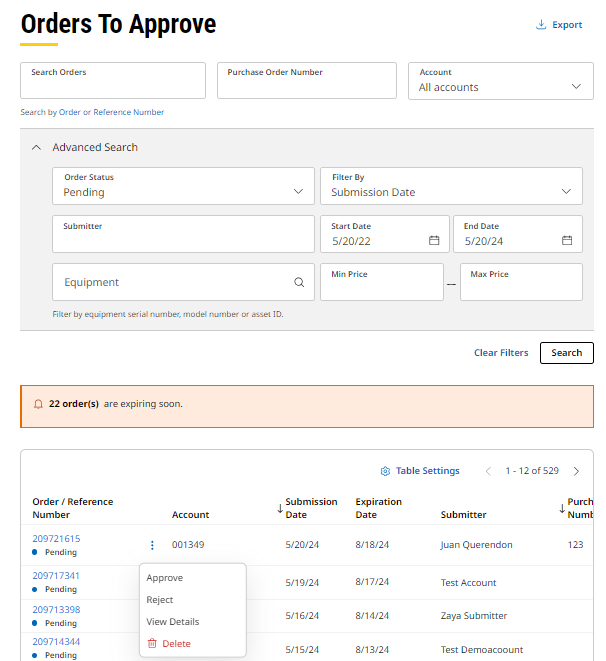 Orders To Approve
Export
Search Orders
Purchase Order Number
Account
All accounts
Search by Order or Reference Number
Advanced Search
Order Status
Pending
Filter By
Submission Date
Submitter
Start Date
5/20/22
End Date
5/20/24
Equipment
Min Price
—
Max Price
Filter by equipment serial number, model number or asset ID.
Clear Filters
Search
22 order(s) are expiring soon.
Table Settings
1 - 12 of 529
Order / Reference
Number
Account
Submission
Date
Expiration
Date
Submitter
Purch
Numb
209721615
Pending
001349
5/20/24
8/18/24
Juan Querendon
123
Approve
Reject
View Details
Delete
209717341
Pending
5/19/24
8/17/24
Test Account
209713398
Pending
5/16/24
8/14/24
Zaya Submitter
209714344
Pending
5/15/24
8/13/24
Test Demoacoount